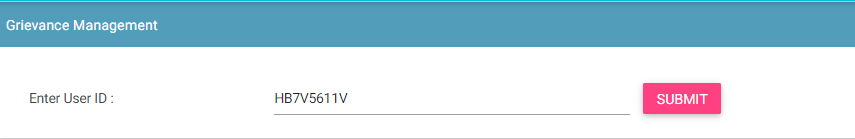 Grievance Management
Enter User ID : HB7V5611V SUBMIT